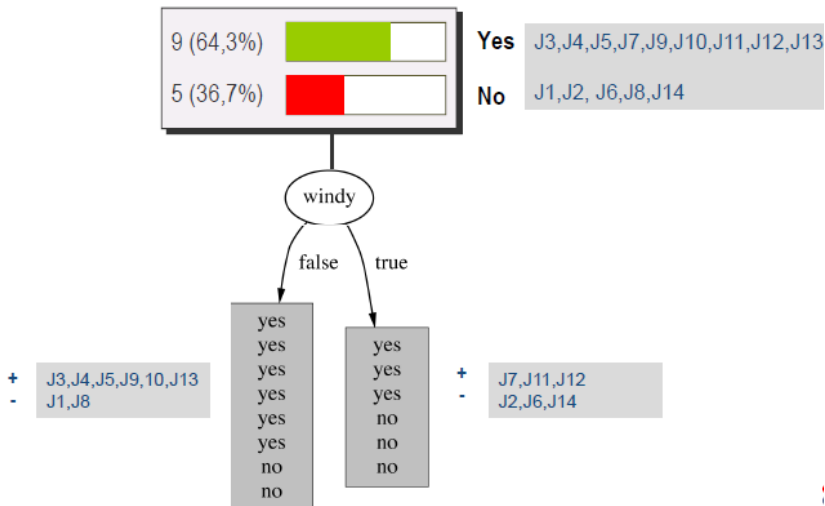 9 (64,3%)
Yes J3,J4,J5,J7,J9,J10,J11,J12,J13
5 (36,7%)
No J1,J2, J6,J8,J14
windy
false
true
+ J3,J4,J5,J9,10,J13
- J1,J8
yes
yes
yes
yes
yes
yes
no
no
yes
yes
yes
no
no
no
+ J7,J11,J12
- J2,J6,J14